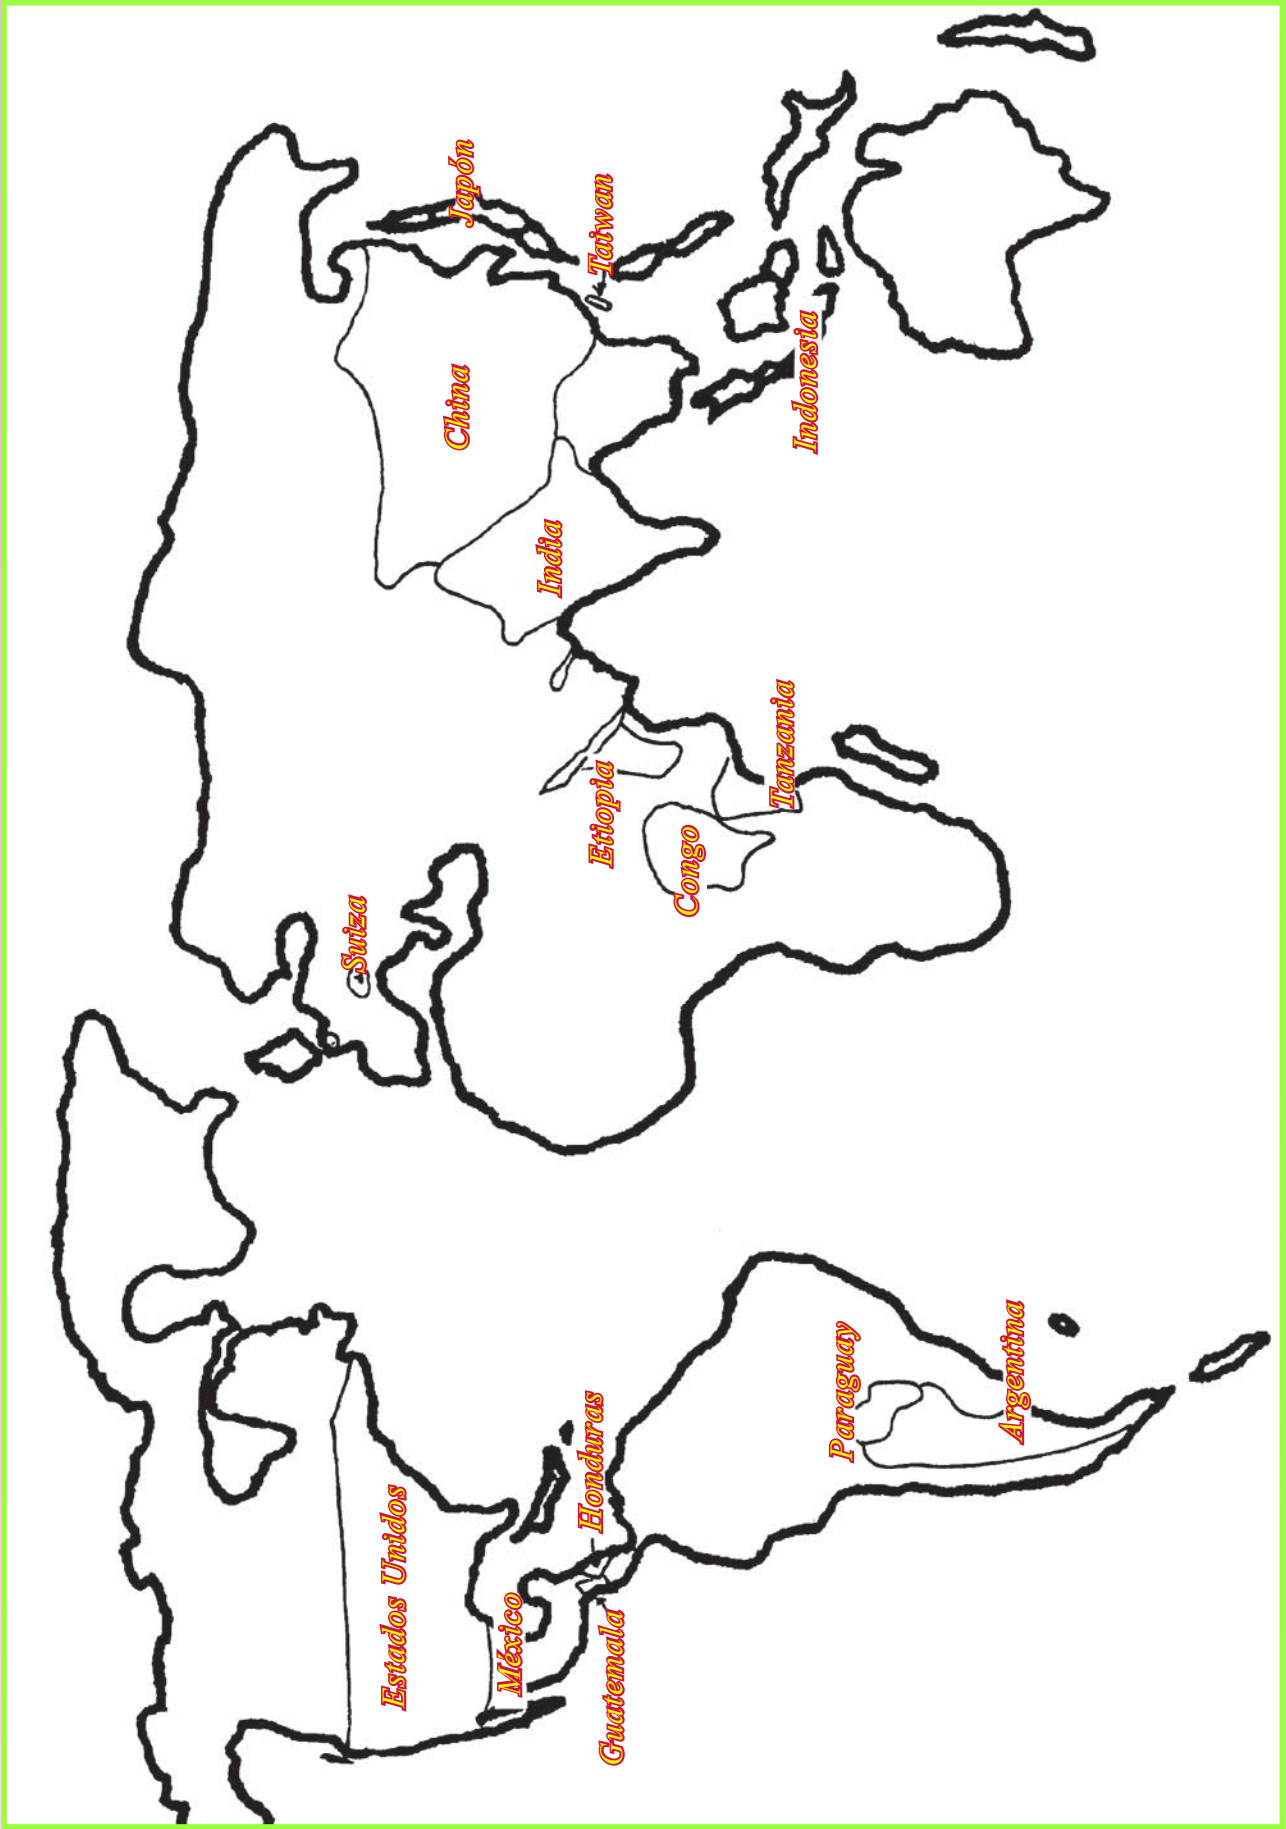 Suiza
Japón
China
Estados Unidos
India
Taiwan
México
Etiopia
Honduras
Guatemala
Congo
Tanzania
Indonesia
Paraguay
Argentina